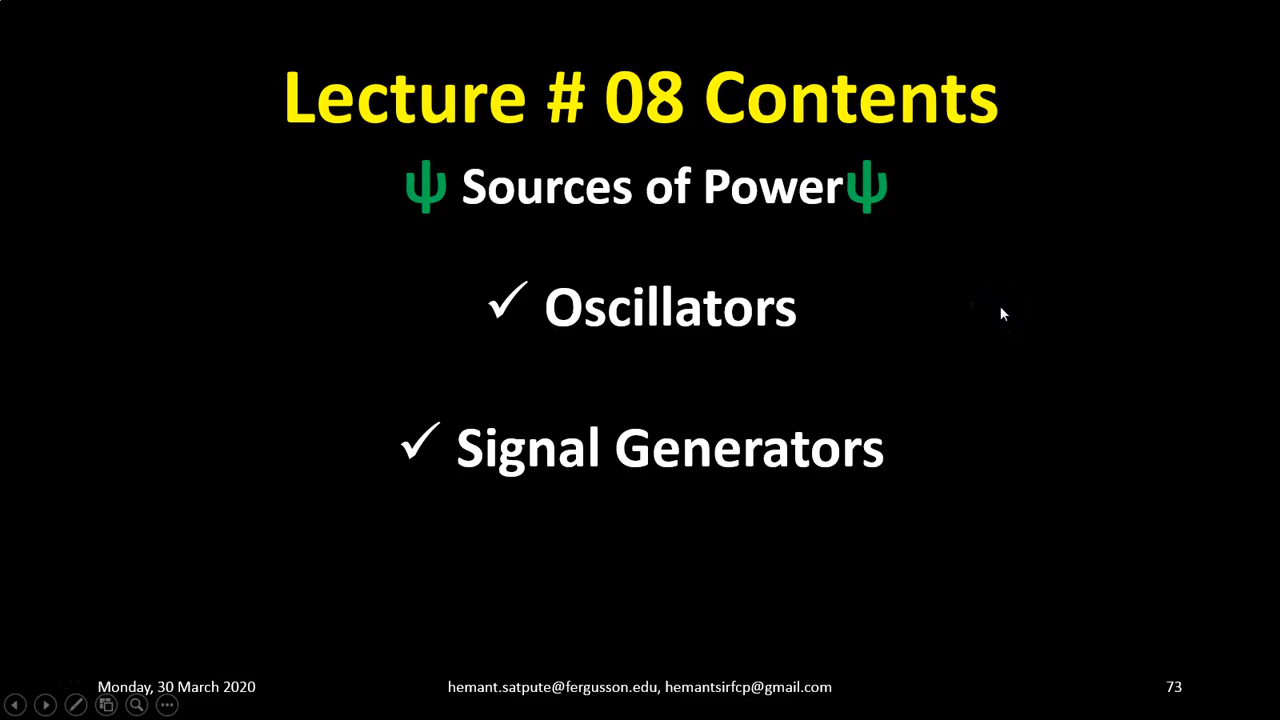 Lecture # 08 Contents
ψ Sources of Powerψ
✓ Oscillators
✓ Signal Generators
Monday, 30 March 2020
hemant.satpute@fergusson.edu, hemantsirfcp@gmail.com
73